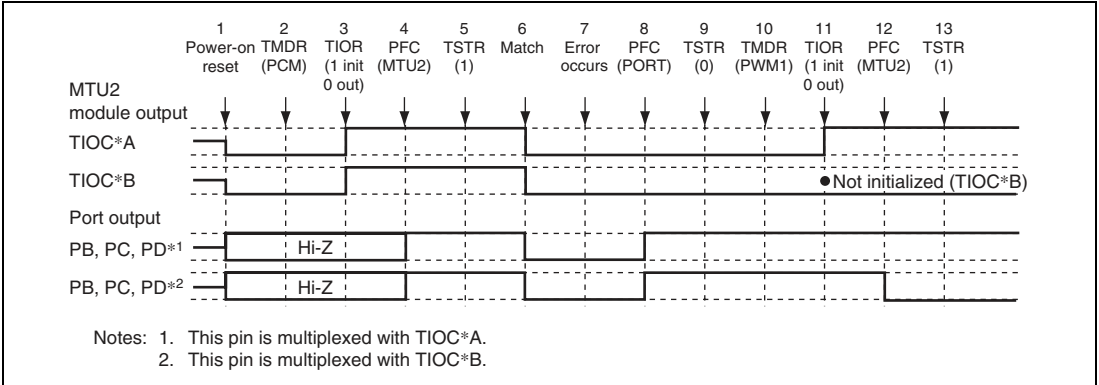 1 2 3 4 5 6 7 8 9 10 11 12 13
Power-on TMDR TIOR PFC TSTR Match Error PFC TSTR TMDR TIOR PFC TSTR
reset (PCM) (1 init (MTU2) (1) occurs (PORT) (0) (PWM1) (1 init (MTU2) (1)
0 out) 0 out)
MTU2
module output
TIOC*A
TIOC*B
●Not initialized (TIOC*B)
Port output
PB, PC, PD*1 Hi-Z
PB, PC, PD*2 Hi-Z
Notes: 1. This pin is multiplexed with TIOC*A.
2. This pin is multiplexed with TIOC*B.